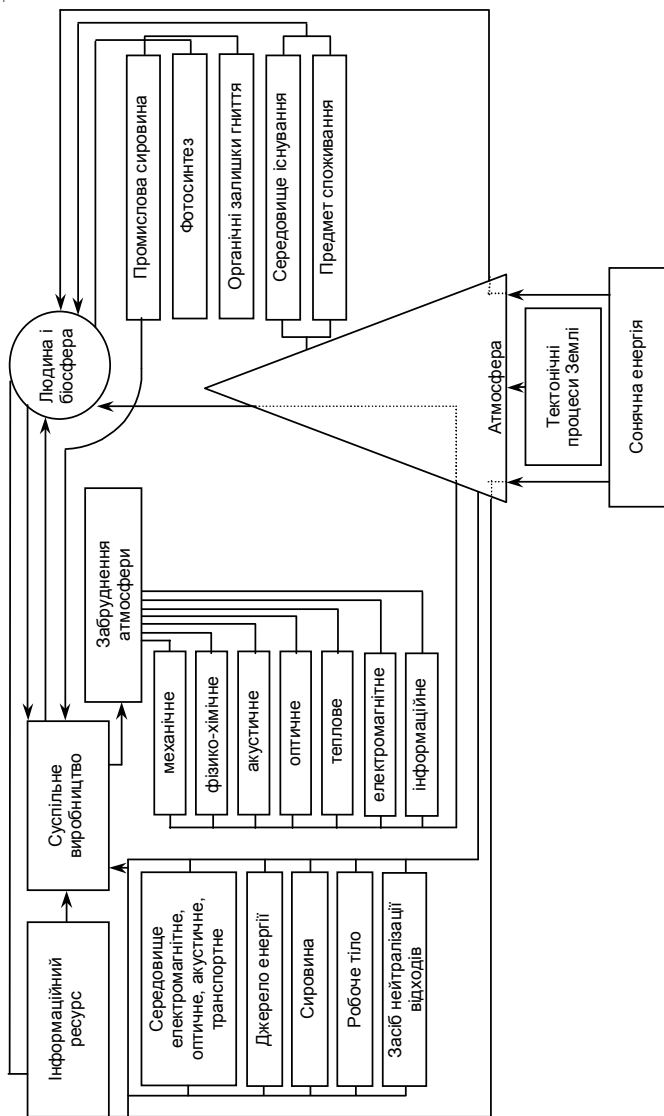 Інформаційний
ресурс
Суспільне
виробництво
Людина і
біосфера
Середовище
електромагнітне,
оптичне, акустичне,
транспортне
Джерело енергії
Сировина
Робоче тіло
Засіб нейтралізації
відходів
Забруднення
атмосфери
механічне
фізико-хімічне
акустичне
оптичне
теплове
електромагнітне
інформаційне
Промислова сировина
Фотосинтез
Органічні залишки гниття
Середовище існування
Предмет споживання
Атмосфера
Тектонічні
процеси Землі
Сонячна енергія